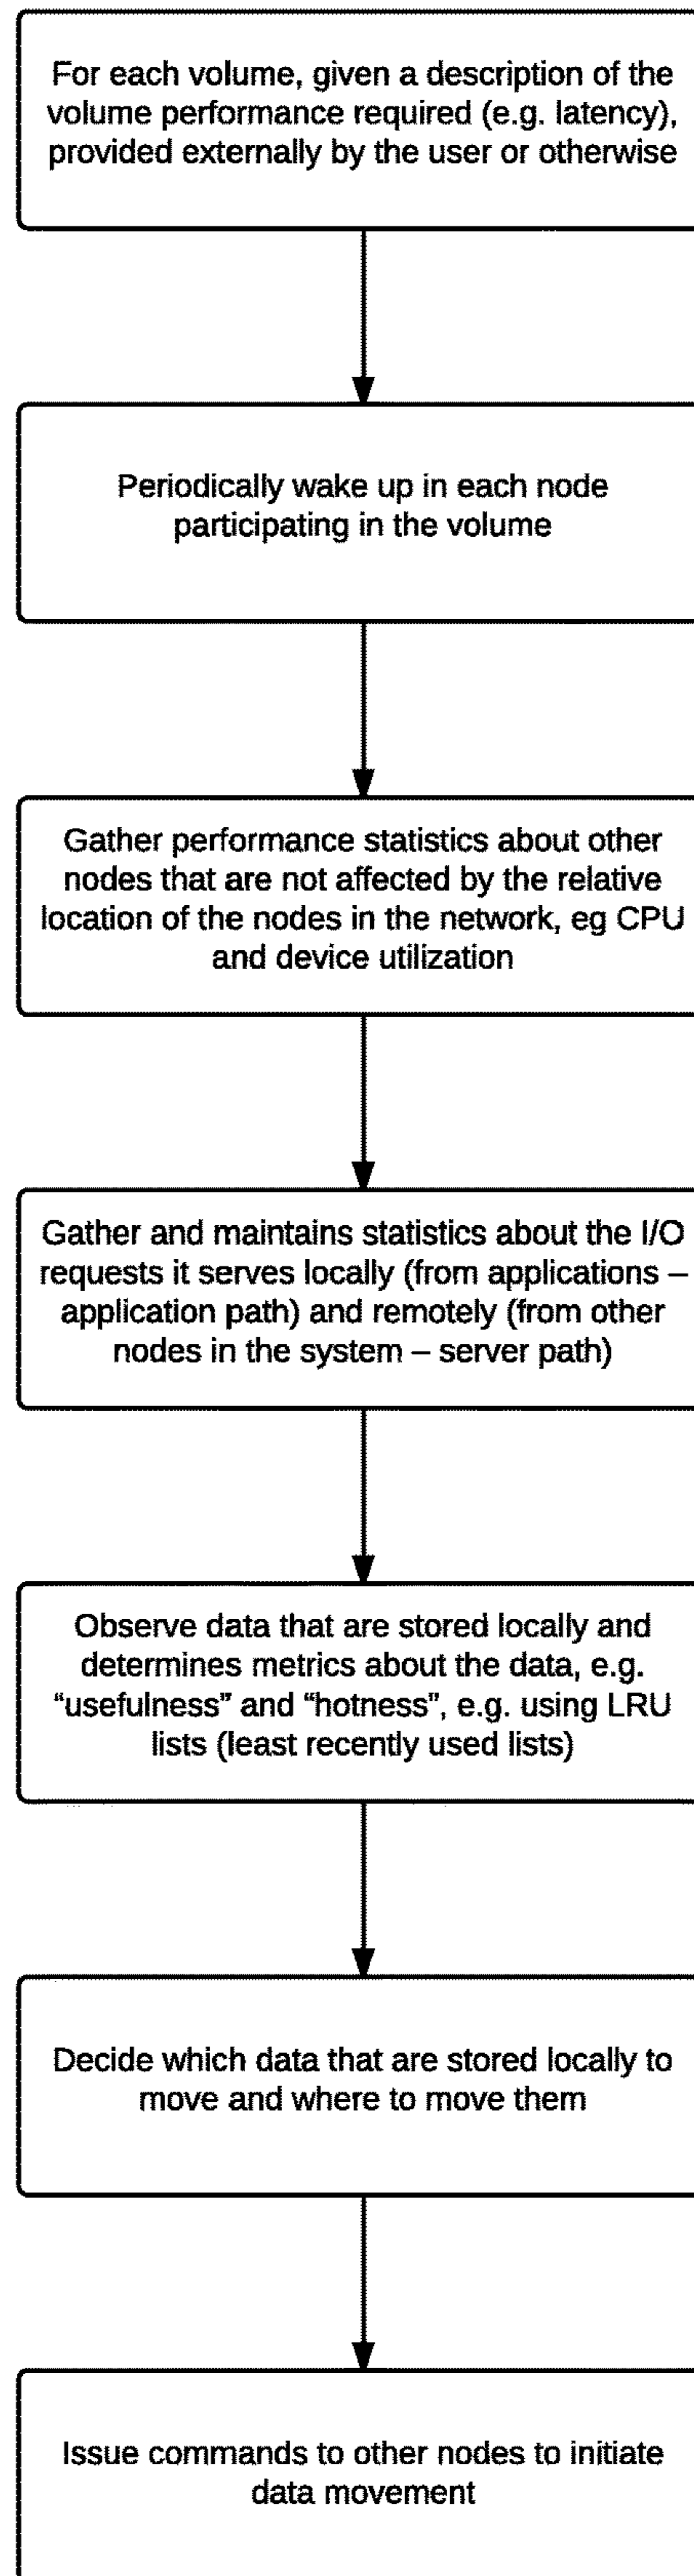 For each volume, given a description of the
volume performance required (e.g. latency),
provided externally by the user or otherwise
Periodically wake up in each node
participating in the volume
Gather performance statistics about other
nodes that are not affected by the relative
location of the nodes in the network, eg CPU
and device utilization
Gather and maintains statistics about the I/O
requests it serves locally (from applications –
application path) and remotely (from other
nodes in the system – server path)
Observe data that are stored locally and
determines metrics about the data, e.g.
“usefulness” and “hotness”, e.g. using LRU
lists (least recently used lists)
Decide which data that are stored locally to
move and where to move them
Issue commands to other nodes to initiate
data movement